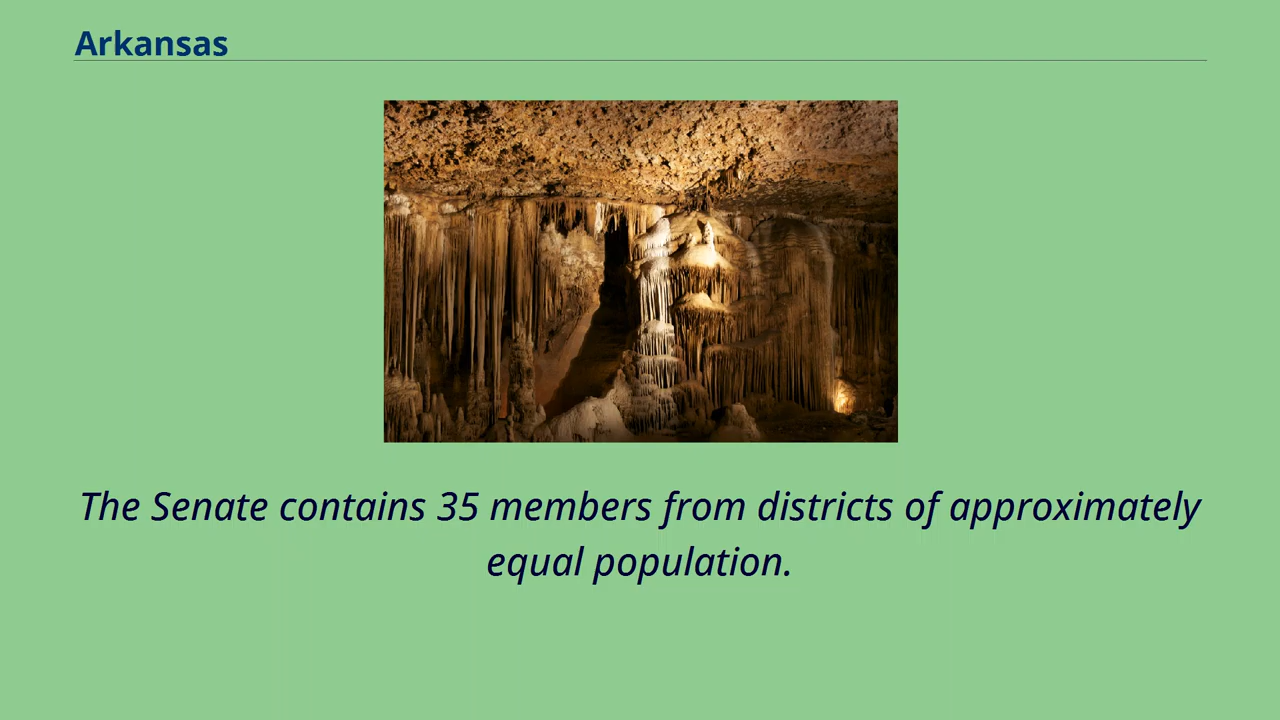 Arkansas
The Senate contains 35 members from districts of approximately
equal population.